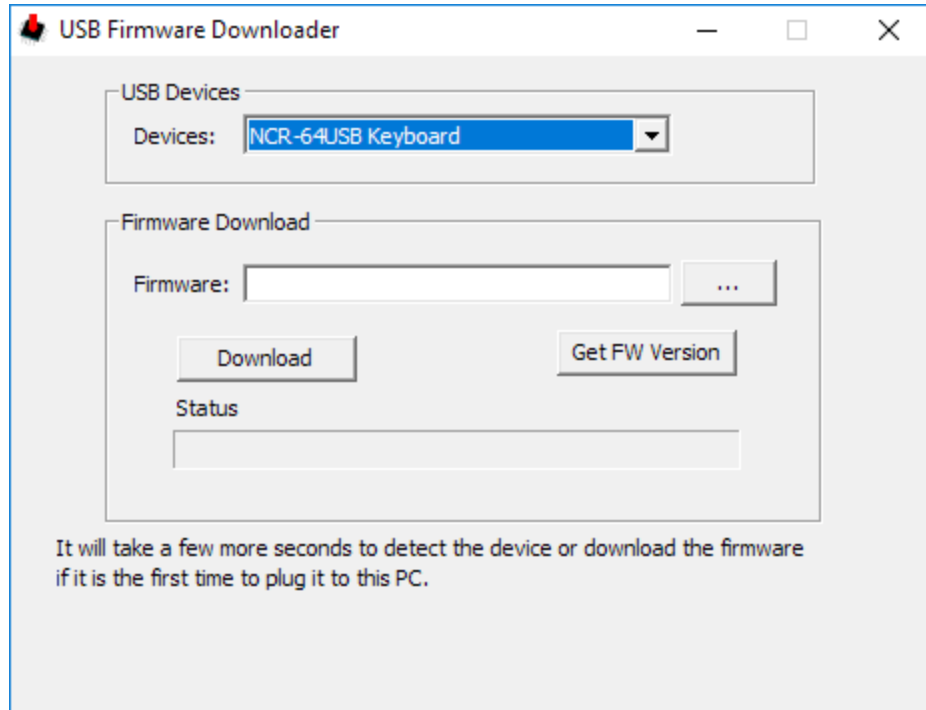 USB Firmware Downloader
USB Devices
Devices: NCR-64USB Keyboard
Firmware Download
Firmware: ...
Download Get FW Version
Status
It will take a few more seconds to detect the device or download the firmware
if it is the first time to plug it to this PC.